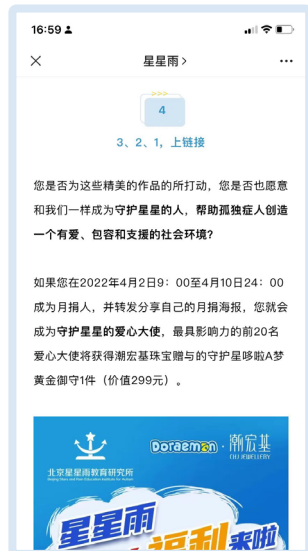 16:59
星星雨
4
3、2、1，上链接
您是否为这些精美的作品的所打动，您是否也愿意
和我们一样成为守护星星的人，帮助孤独症人创造
一个有爱、包容和支援的社会环境？
如果您在2022年4月2日9：00至4月10日24：00
成为月捐人，并转发分享自己的月捐海报，您就会
成为守护星星的爱心大使，最具影响力的前20名
爱心大使将获得潮宏基珠宝赠与的守护星哆啦A梦
黄金御守1件（价值299元）。
北京星星雨教育研究所
Doraemon · 潮宏基
CHJ JEWELLERY
星星雨
福利来啦